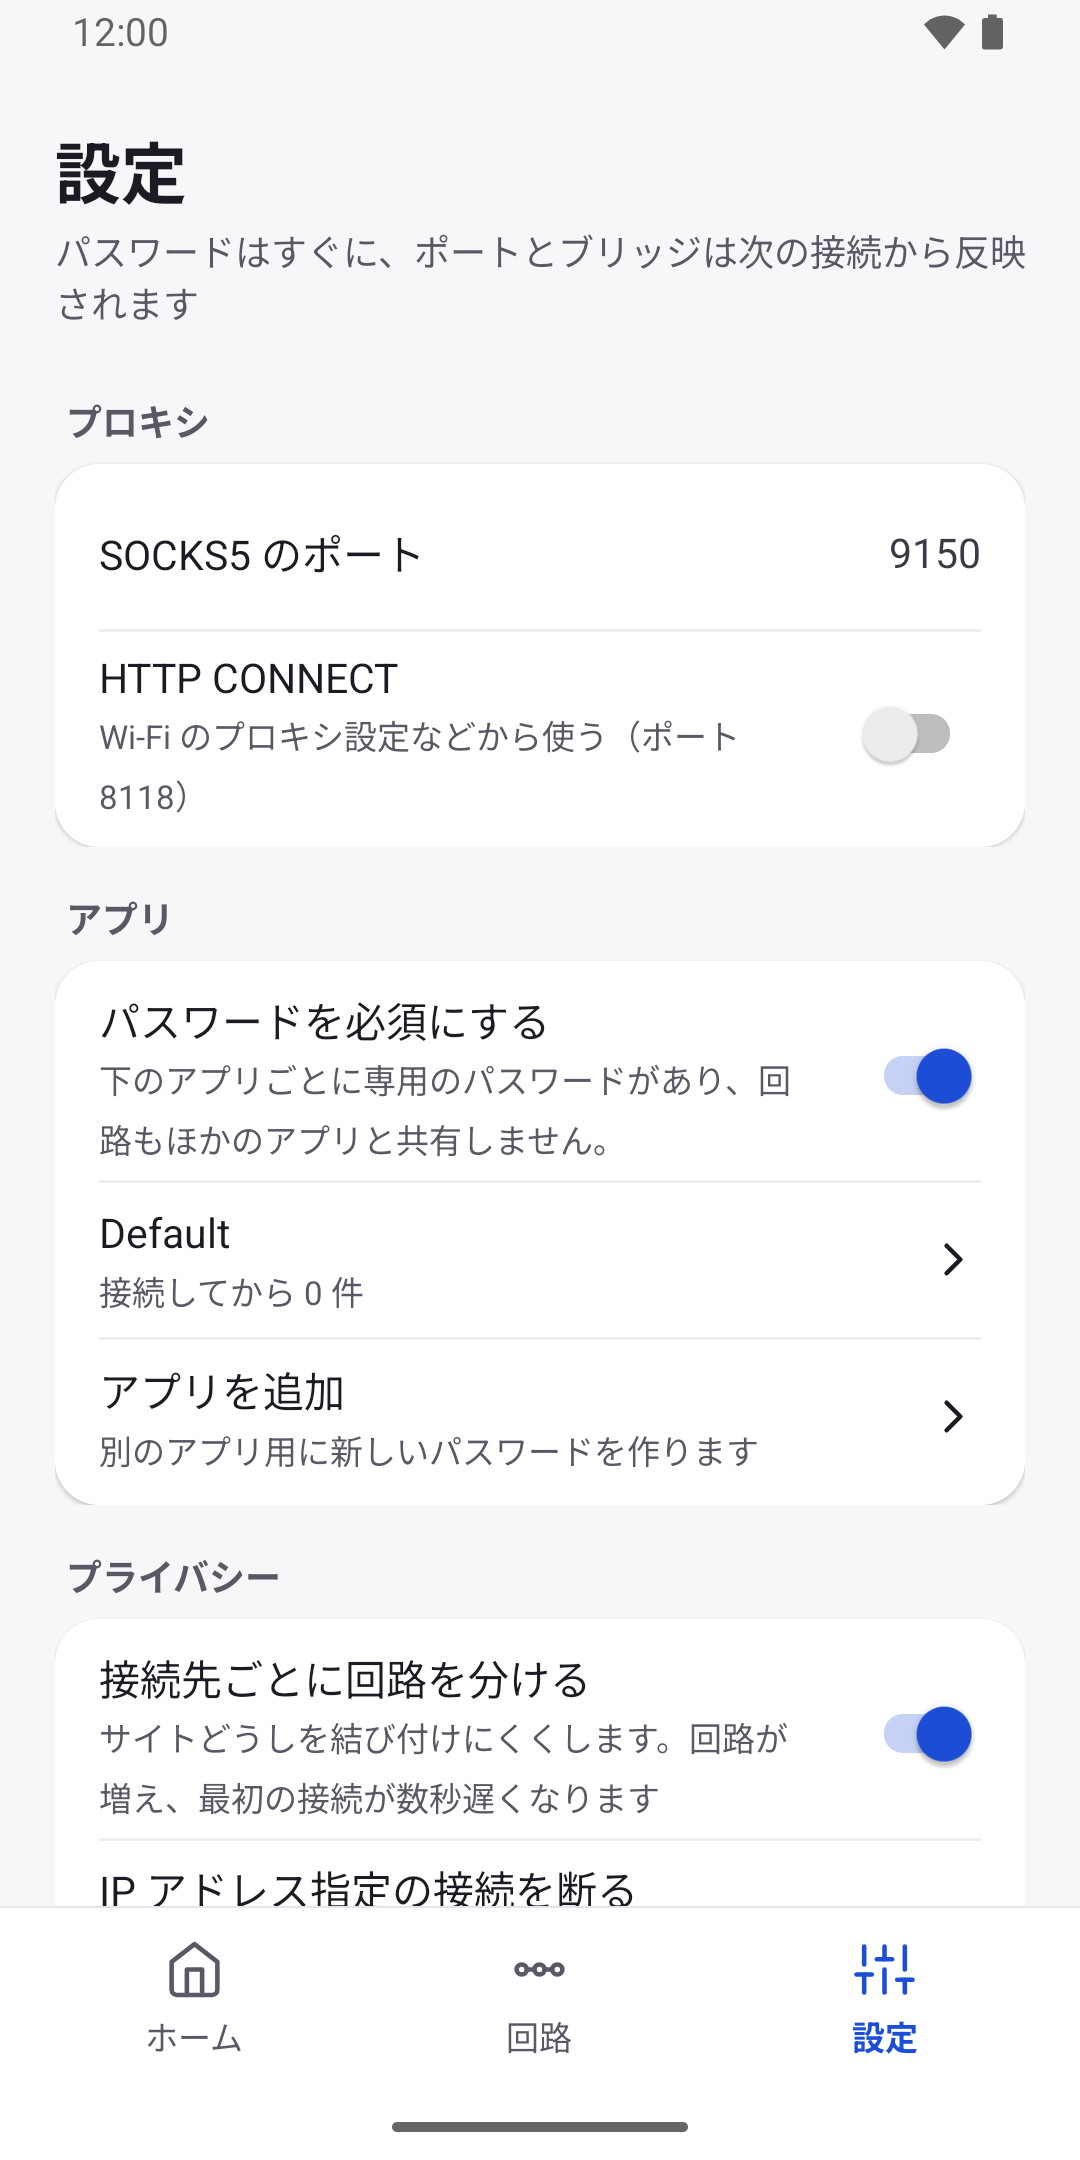 12:00
設定
パスワードはすぐに、ポートとブリッジは次の接続から反映
されます
プロキシ
SOCKS5 のポート
9150
HTTP CONNECT
Wi-Fi のプロキシ設定などから使う（ポート
8118）
アプリ
パスワードを必須にする
下のアプリごとに専用のパスワードがあり、回
路もほかのアプリと共有しません。
Default
接続してから 0 件
アプリを追加
別のアプリ用に新しいパスワードを作ります
プライバシー
接続先ごとに回路を分ける
サイトどうしを結び付けにくくします。回路が
増え、最初の接続が数秒遅くなります
IP アドレス指定の接続を断る
ホーム
回路
設定